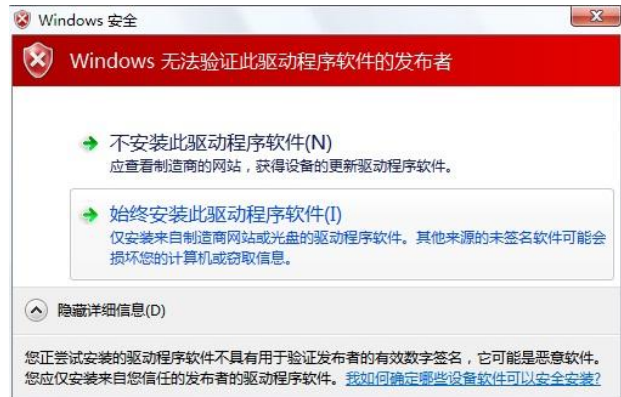 Windows 安全
Windows 无法验证此驱动程序软件的发布者
不安装此驱动程序软件(N)
应查看制造商的网站，获得设备的更新驱动程序软件。
始终安装此驱动程序软件(I)
仅安装来自制造商网站或光盘的驱动程序软件。其他来源的未签名软件可能会
损坏您的计算机或窃取信息。
隐藏详细信息(D)
您正尝试安装的驱动程序软件不具有用于验证发布者的有效数字签名，它可能是恶意软件。
您应仅安装来自您信任的发布者的驱动程序软件。我如何确定哪些设备软件可以安全安装?